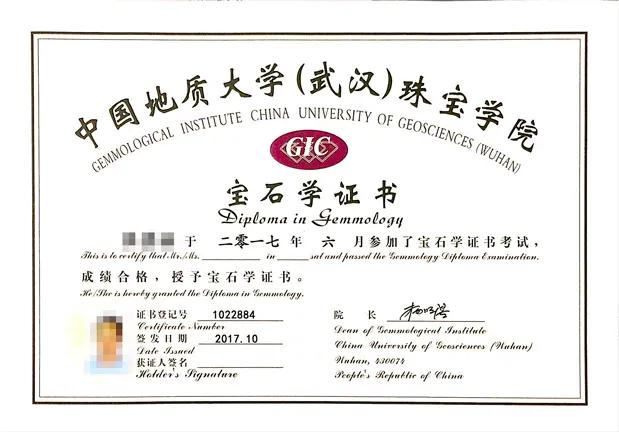 中国地质大学(武汉)珠宝学院
GEMMOLOGICAL INSTITUTE CHINA UNIVERSITY OF GEOSCIENCES (WUHAN)
GIC
宝石学证书
Diploma in Gemmology
于 二零一七 年 六 月参加了宝石学证书考试，
This is to certify that Mr./Ms. in sat and passed the Gemmology Diploma Examination.
成绩合格，授予宝石学证书。
He/She is hereby granted the Diploma in Gemmology.
证书登记号 1022884
Certificate Number
签发日期 2017.10
Date Issued
获证人签名
Holder's Signature
院 长
Dean of Gemmological Institute
China University of Geosciences (Wuhan)
Wuhan, 430074
People's Republic of China